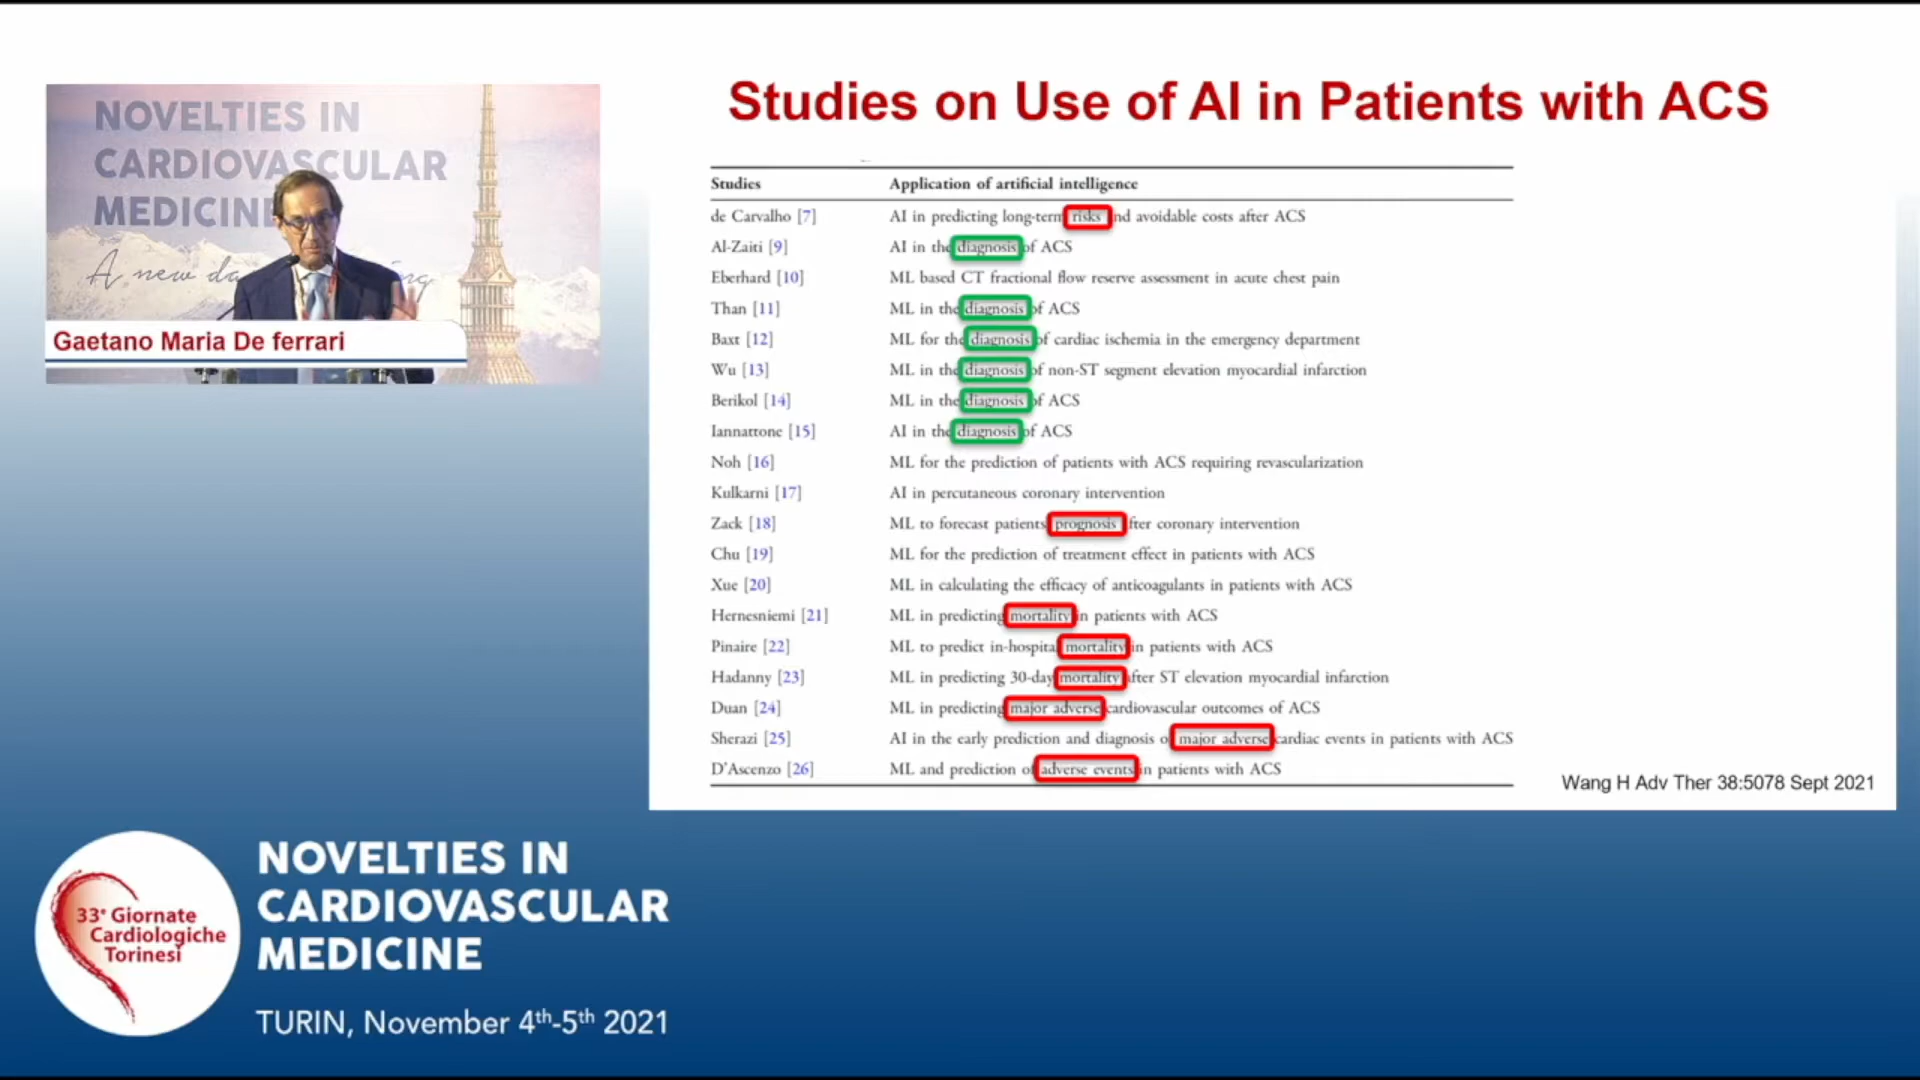 NOVELTIES IN
CARDIOVASCULAR
MEDICINE
A new da
Gaetano Maria De ferrari
Studies on Use of AI in Patients with ACS
Studies Application of artificial intelligence
de Carvalho [7] AI in predicting long-term risks nd avoidable costs after ACS
Al-Zaiti [9] AI in the diagnosis of ACS
Eberhard [10] ML based CT fractional flow reserve assessment in acute chest pain
Than [11] ML in the diagnosis of ACS
Baxt [12] ML for the diagnosis of cardiac ischemia in the emergency department
Wu [13] ML in the diagnosis of non-ST segment elevation myocardial infarction
Berikol [14] ML in the diagnosis of ACS
Iannattone [15] AI in the diagnosis of ACS
Noh [16] ML for the prediction of patients with ACS requiring revascularization
Kulkarni [17] AI in percutaneous coronary intervention
Zack [18] ML to forecast patients prognosis fter coronary intervention
Chu [19] ML for the prediction of treatment effect in patients with ACS
Xue [20] ML in calculating the efficacy of anticoagulants in patients with ACS
Hernesniemi [21] ML in predicting mortality in patients with ACS
Pinaire [22] ML to predict in-hospita mortality in patients with ACS
Hadanny [23] ML in predicting 30-day mortality after ST elevation myocardial infarction
Duan [24] ML in predicting major adverse cardiovascular outcomes of ACS
Sherazi [25] AI in the early prediction and diagnosis o major adverse cardiac events in patients with ACS
D'Ascenzo [26] ML and prediction of adverse events in patients with ACS
Wang H Adv Ther 38:5078 Sept 2021
33° Giornate
Cardiologiche
Torinesi
NOVELTIES IN
CARDIOVASCULAR
MEDICINE
TURIN, November 4th-5th 2021